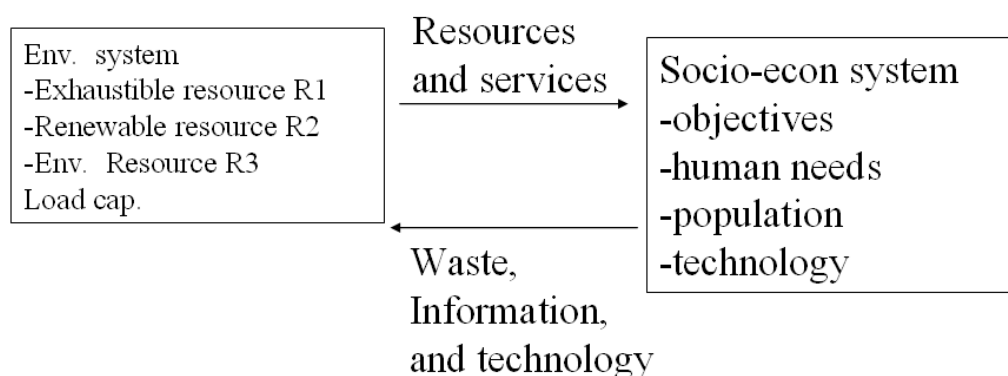 Env. system
-Exhaustible resource R1
-Renewable resource R2
-Env. Resource R3
Load cap.
Resources
and services
Waste,
Information,
and technology
Socio-econ system
-objectives
-human needs
-population
-technology